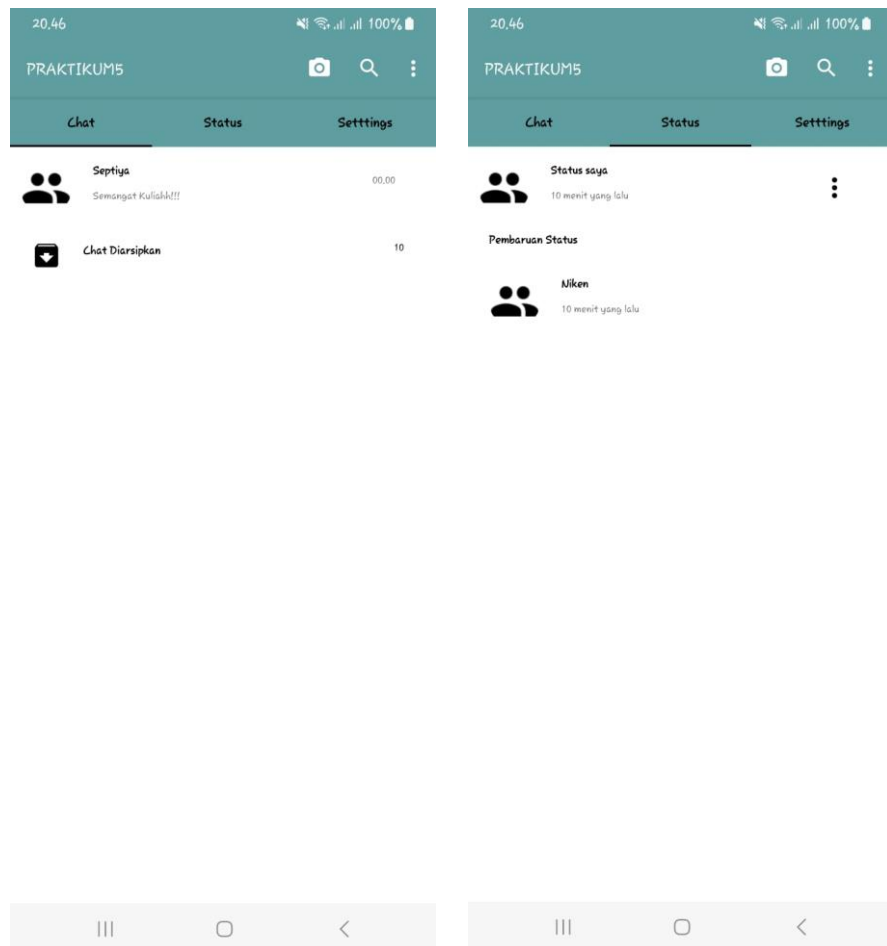 20.46 100%
PRAKTIKUM5
Chat Status Setttings
Septiya
00.00
Semangat Kuliahh!!!
Chat Diarsipkan 10
20.46 100%
PRAKTIKUM5
Chat Status Setttings
Status saya
10 menit yang lalu
Pembaruan Status
Niken
10 menit yang lalu